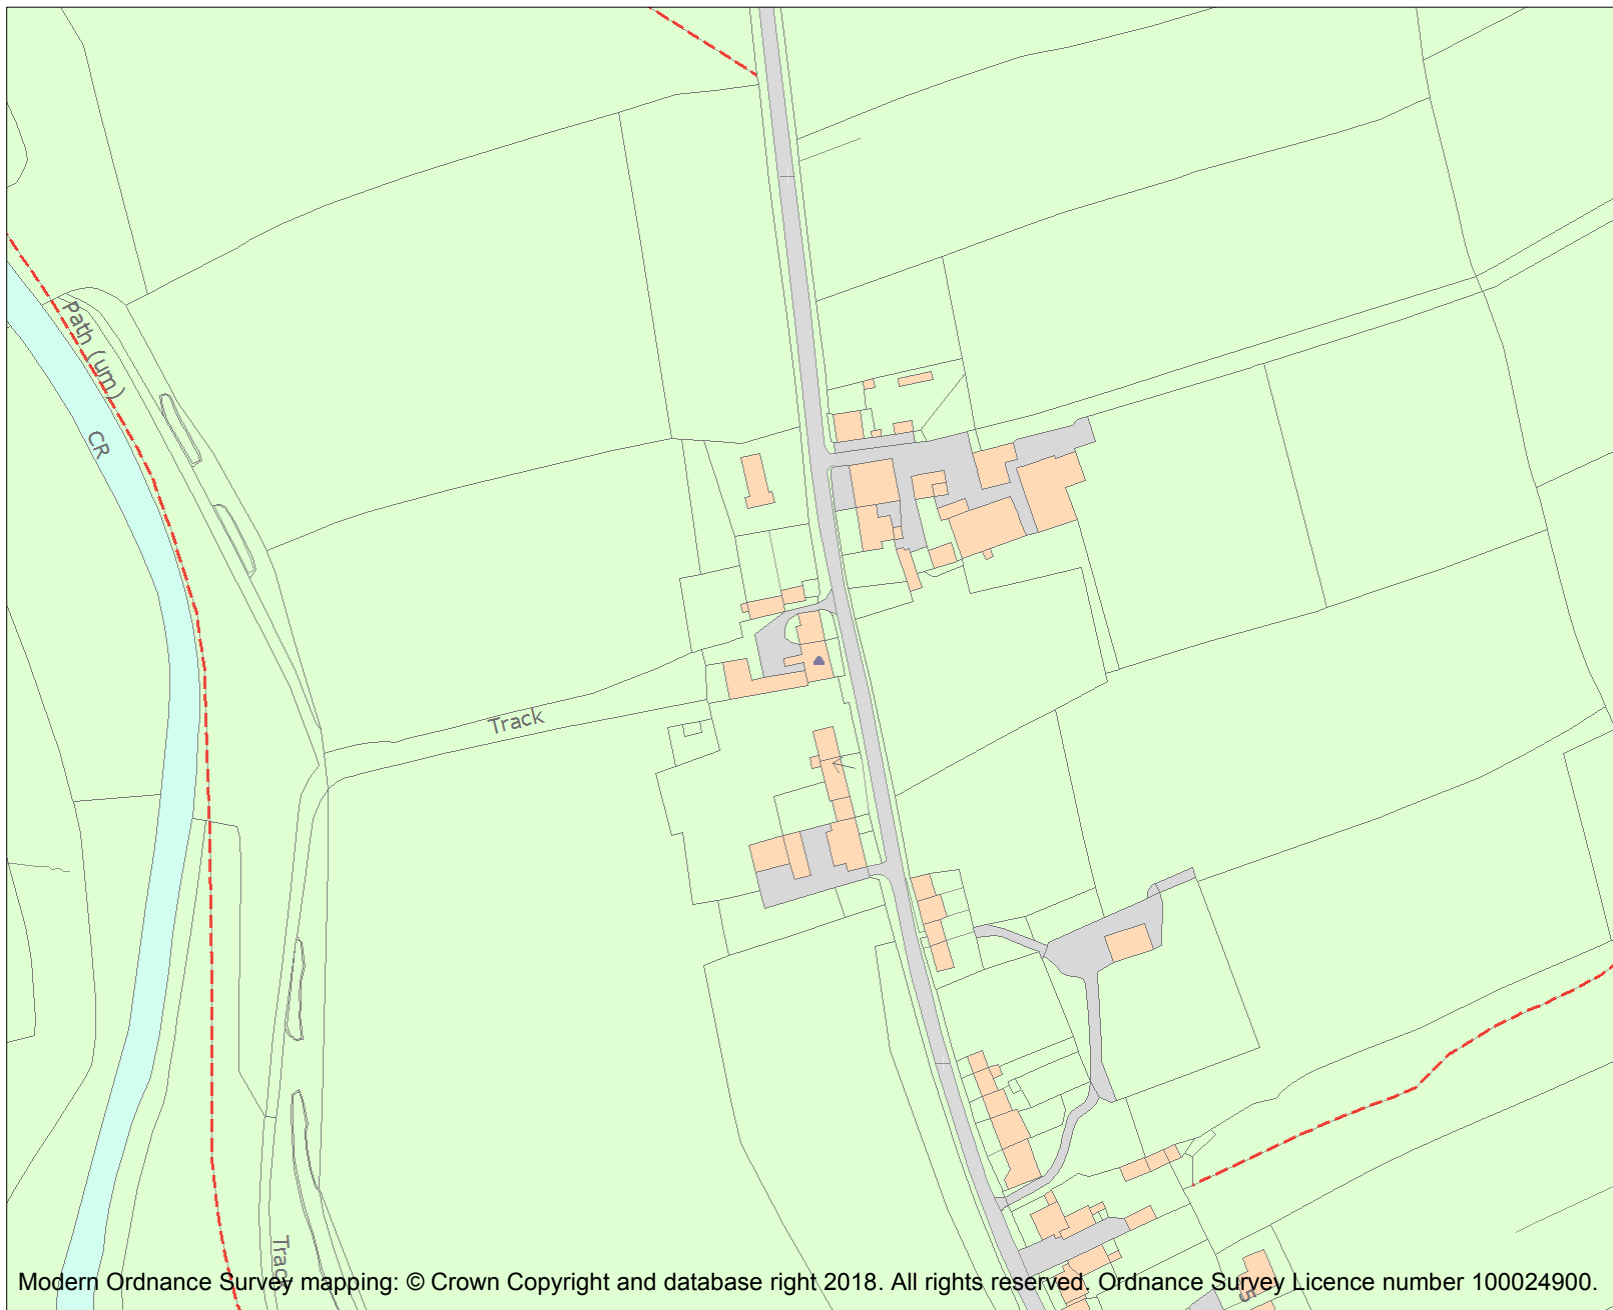 Path (um)
CR
Track
Track
5
Modern Ordnance Survey mapping: © Crown Copyright and database right 2018. All rights reserved. Ordnance Survey Licence number 100024900.